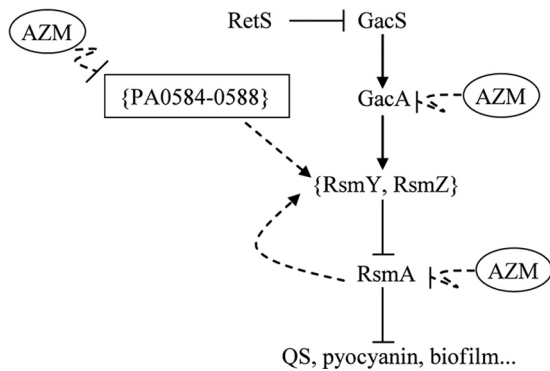 AZM
RetS
GacS
{PA0584-0588}
GacA
AZM
{RsmY, RsmZ}
RsmA
AZM
QS, pyocyanin, biofilm...